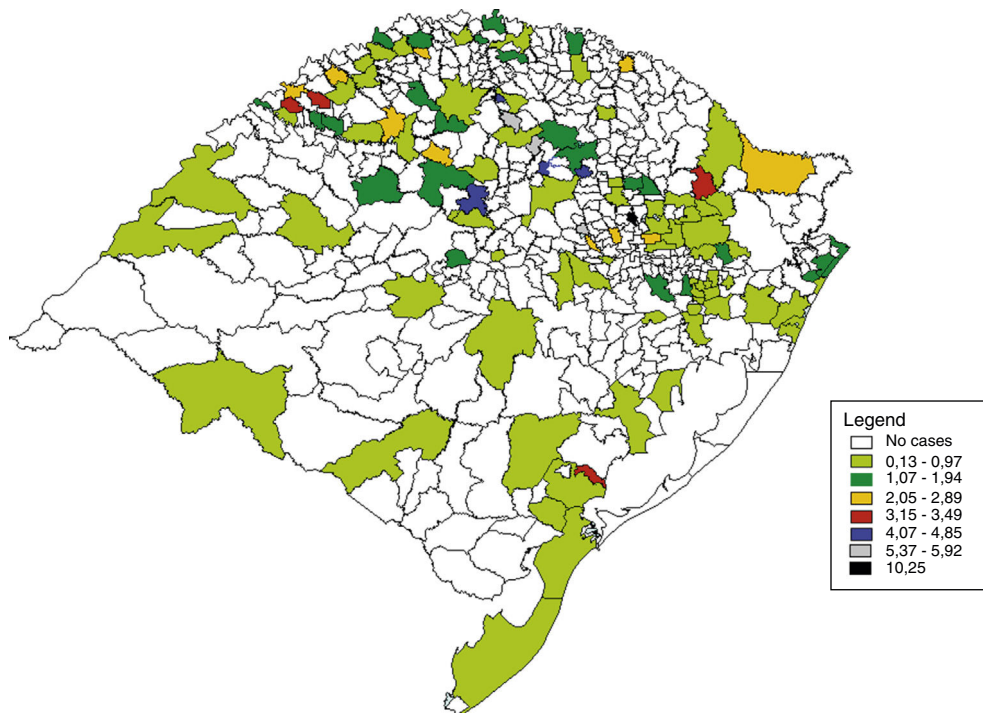 Legend
No cases
0,13 - 0,97
1,07 - 1,94
2,05 - 2,89
3,15 - 3,49
4,07 - 4,85
5,37 - 5,92
10,25